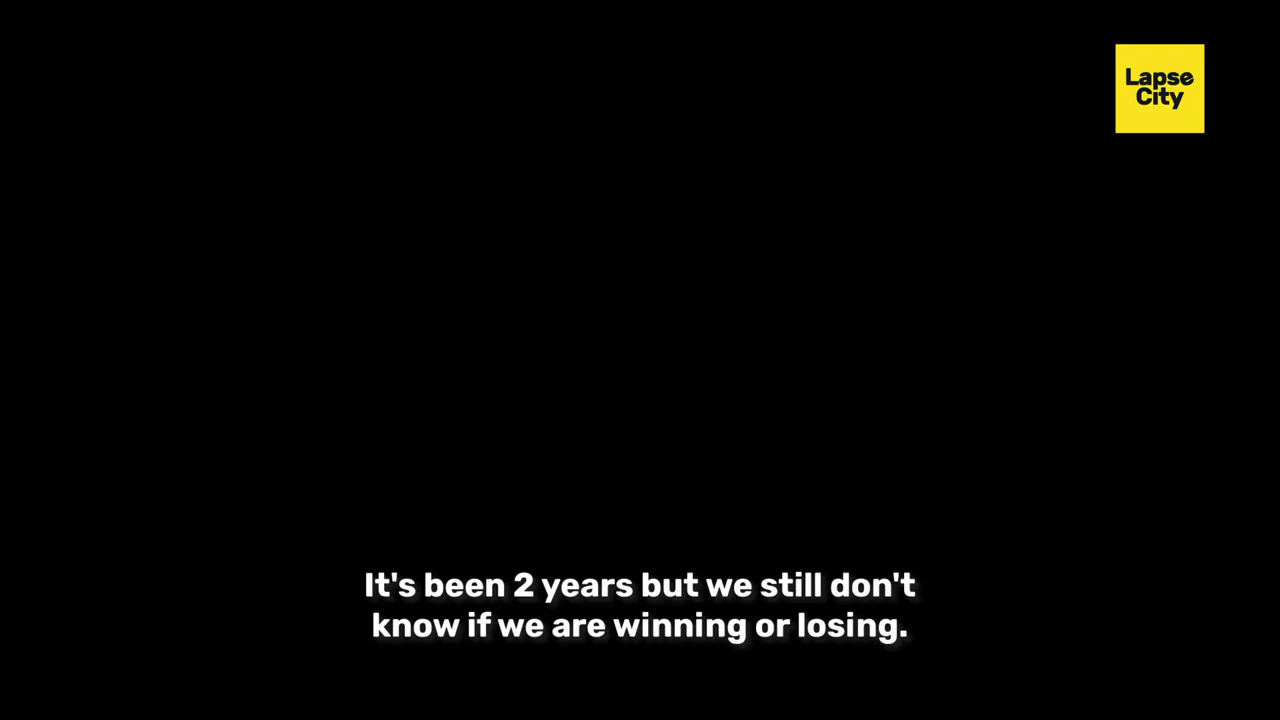 Lapse
City
It's been 2 years but we still don't
know if we are winning or losing.